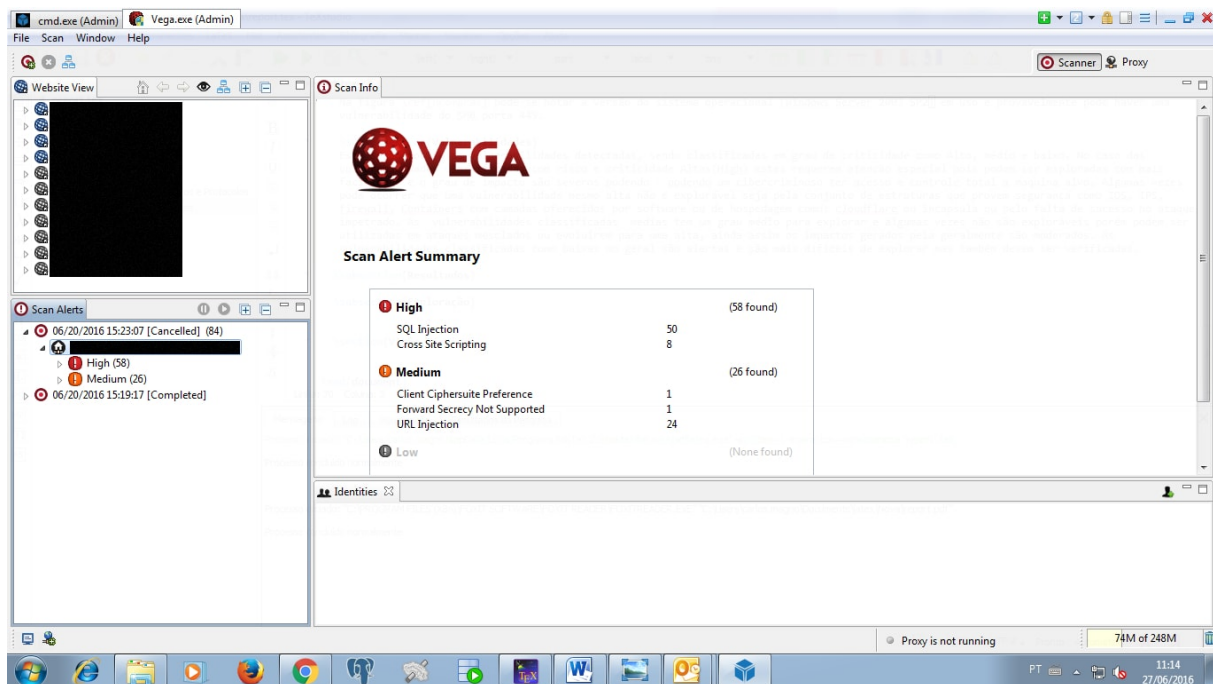 cmd.exe (Admin) Vega.exe (Admin)
File Scan Window Help
Scanner Proxy
Website View
Scan Info
VEGA
Scan Alert Summary
High (58 found)
SQL Injection 50
Cross Site Scripting 8
Medium (26 found)
Client Ciphersuite Preference 1
Forward Secrecy Not Supported 1
URL Injection 24
Low (None found)
Scan Alerts
06/20/2016 15:23:07 [Cancelled] (84)
High (58)
Medium (26)
06/20/2016 15:19:17 [Completed]
Identities
Proxy is not running 74M of 248M
PT 11:14
27/06/2016